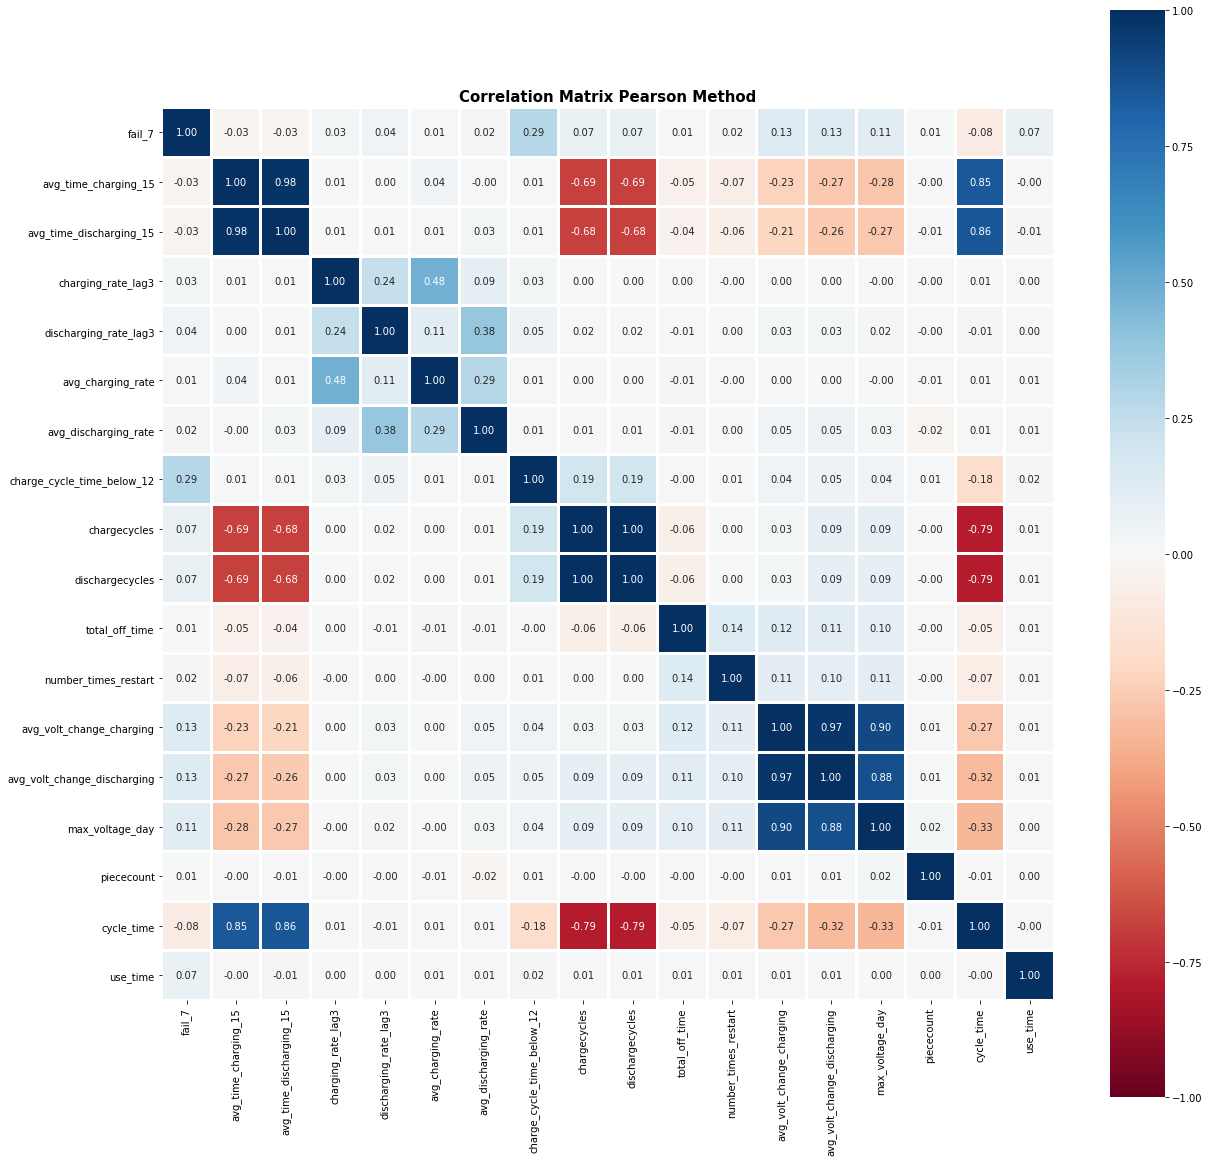 Correlation Matrix Pearson Method
fail_7 1.00 -0.03 -0.03 0.03 0.04 0.01 0.02 0.29 0.07 0.07 0.01 0.02 0.13 0.13 0.11 0.01 -0.08 0.07
avg_time_charging_15 -0.03 1.00 0.98 0.01 0.00 0.04 -0.00 0.01 -0.69 -0.69 -0.05 -0.07 -0.23 -0.27 -0.28 -0.00 0.85 -0.00
avg_time_discharging_15 -0.03 0.98 1.00 0.01 0.01 0.01 0.03 0.01 -0.68 -0.68 -0.04 -0.06 -0.21 -0.26 -0.27 -0.01 0.86 -0.01
charging_rate_lag3 0.03 0.01 0.01 1.00 0.24 0.48 0.09 0.03 0.00 0.00 0.00 -0.00 0.00 0.00 -0.00 -0.00 0.01 0.00
discharging_rate_lag3 0.04 0.00 0.01 0.24 1.00 0.11 0.38 0.05 0.02 0.02 -0.01 0.00 0.03 0.03 0.02 -0.00 -0.01 0.00
avg_charging_rate 0.01 0.04 0.01 0.48 0.11 1.00 0.29 0.01 0.00 0.00 -0.01 -0.00 0.00 0.00 -0.00 -0.01 0.01 0.01
avg_discharging_rate 0.02 -0.00 0.03 0.09 0.38 0.29 1.00 0.01 0.01 0.01 -0.01 0.00 0.05 0.05 0.03 -0.02 0.01 0.01
charge_cycle_time_below_12 0.29 0.01 0.01 0.03 0.05 0.01 0.01 1.00 0.19 0.19 -0.00 0.01 0.04 0.05 0.04 0.01 -0.18 0.02
chargecycles 0.07 -0.69 -0.68 0.00 0.02 0.00 0.01 0.19 1.00 1.00 -0.06 0.00 0.03 0.09 0.09 -0.00 -0.79 0.01
dischargecycles 0.07 -0.69 -0.68 0.00 0.02 0.00 0.01 0.19 1.00 1.00 -0.06 0.00 0.03 0.09 0.09 -0.00 -0.79 0.01
total_off_time 0.01 -0.05 -0.04 0.00 -0.01 -0.01 -0.01 -0.00 -0.06 -0.06 1.00 0.14 0.12 0.11 0.10 -0.00 -0.05 0.01
number_times_restart 0.02 -0.07 -0.06 -0.00 0.00 -0.00 0.00 0.01 0.00 0.00 0.14 1.00 0.11 0.10 0.11 -0.00 -0.07 0.01
avg_volt_change_charging 0.13 -0.23 -0.21 0.00 0.03 0.00 0.05 0.04 0.03 0.03 0.12 0.11 1.00 0.97 0.90 0.01 -0.27 0.01
avg_volt_change_discharging 0.13 -0.27 -0.26 0.00 0.03 0.00 0.05 0.05 0.09 0.09 0.11 0.10 0.97 1.00 0.88 0.01 -0.32 0.01
max_voltage_day 0.11 -0.28 -0.27 -0.00 0.02 -0.00 0.03 0.04 0.09 0.09 0.10 0.11 0.90 0.88 1.00 0.02 -0.33 0.00
piececount 0.01 -0.00 -0.01 -0.00 -0.00 -0.01 -0.02 0.01 -0.00 -0.00 -0.00 -0.00 0.01 0.01 0.02 1.00 -0.01 0.00
cycle_time -0.08 0.85 0.86 0.01 -0.01 0.01 0.01 -0.18 -0.79 -0.79 -0.05 -0.07 -0.27 -0.32 -0.33 -0.01 1.00 -0.00
use_time 0.07 -0.00 -0.01 0.00 0.00 0.01 0.01 0.02 0.01 0.01 0.01 0.01 0.01 0.01 0.00 0.00 -0.00 1.00
fail_7
avg_time_charging_15
avg_time_discharging_15
charging_rate_lag3
discharging_rate_lag3
avg_charging_rate
avg_discharging_rate
charge_cycle_time_below_12
chargecycles
dischargecycles
total_off_time
number_times_restart
avg_volt_change_charging
avg_volt_change_discharging
max_voltage_day
piececount
cycle_time
use_time
1.00
0.75
0.50
0.25
0.00
−0.25
−0.50
−0.75
−1.00